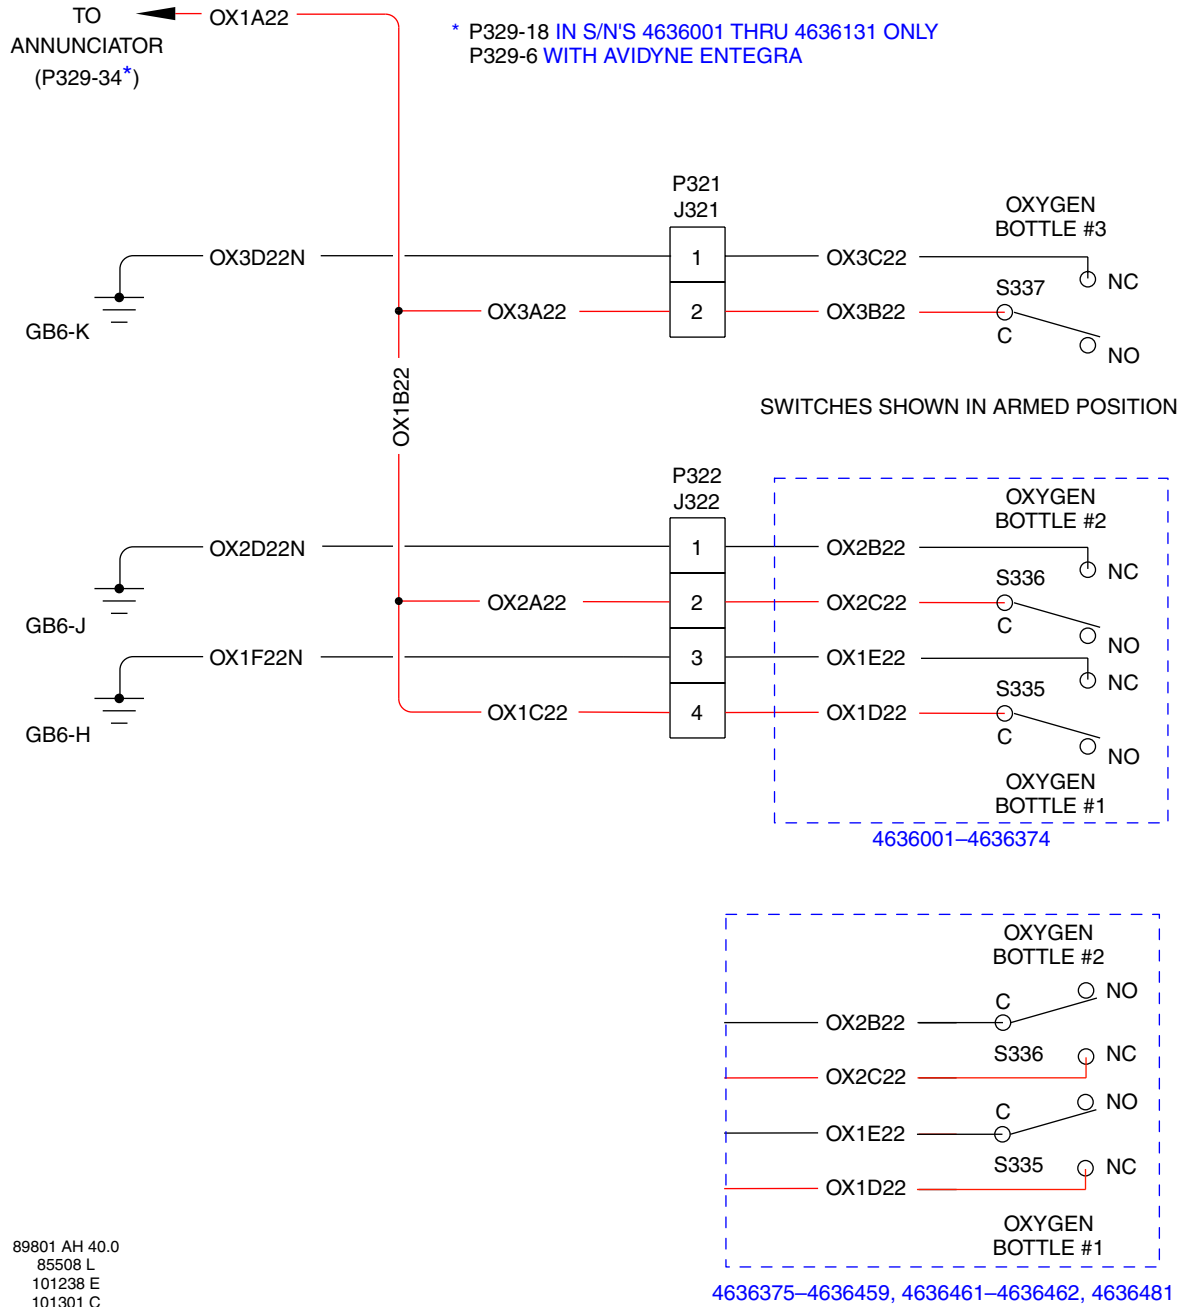 TO
ANNUNCIATOR
(P329-34*)
OX1A22
* P329-18 IN S/N'S 4636001 THRU 4636131 ONLY
P329-6 WITH AVIDYNE ENTEGRA
P321
J321
OXYGEN
BOTTLE #3
OX3D22N
1
OX3C22
NC
S337
GB6-K
OX3A22
2
OX3B22
C
NO
OX1B22
SWITCHES SHOWN IN ARMED POSITION
P322
J322
OXYGEN
BOTTLE #2
OX2D22N
1
OX2B22
NC
S336
GB6-J
OX2A22
2
OX2C22
C
NO
OX1F22N
3
OX1E22
NC
S335
GB6-H
OX1C22
4
OX1D22
C
NO
OXYGEN
BOTTLE #1
4636001–4636374
OXYGEN
BOTTLE #2
NO
C
OX2B22
S336
NC
OX2C22
NO
C
OX1E22
S335
NC
OX1D22
OXYGEN
BOTTLE #1
4636375–4636459, 4636461–4636462, 4636481
89801 AH 40.0
85508 L
101238 E
101301 C